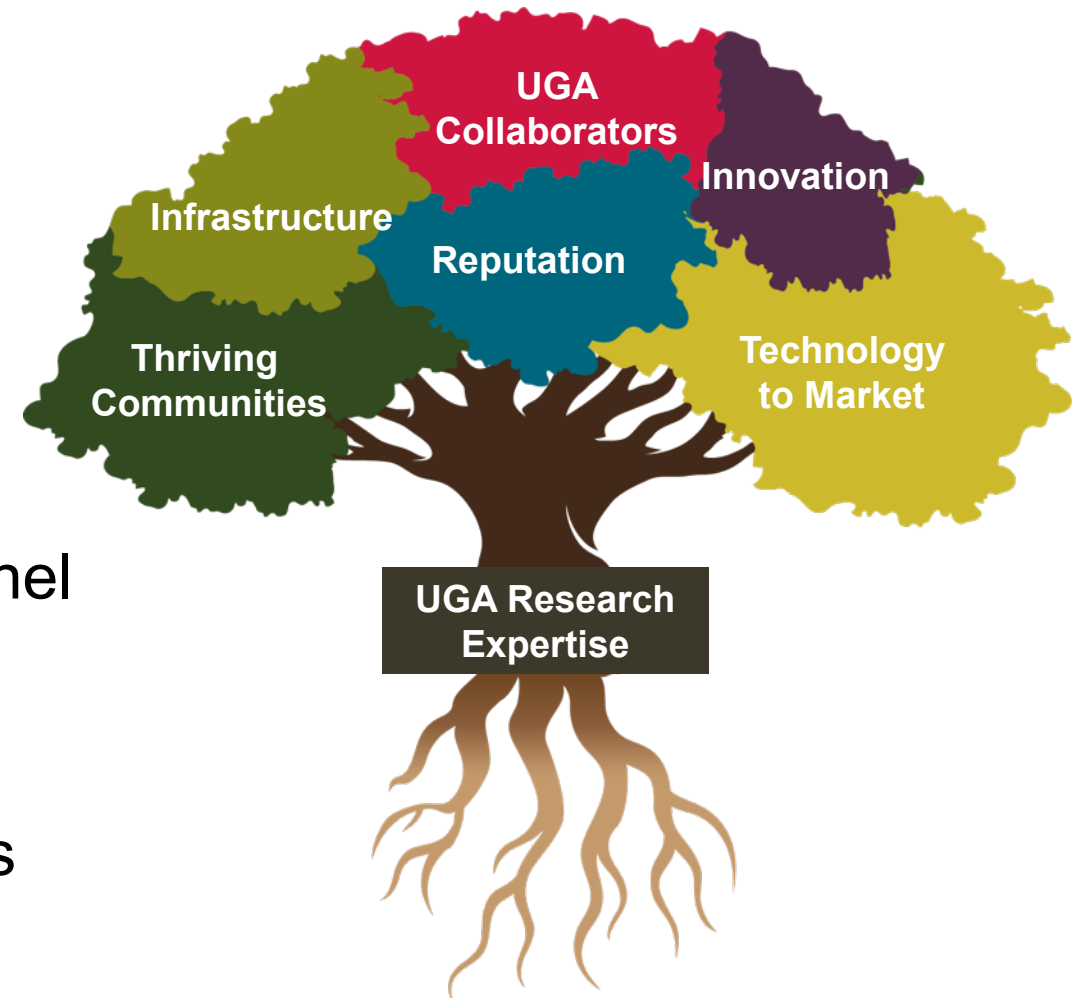 UGA
Collaborators
Innovation
Infrastructure
Reputation
Thriving
Communities
Technology
to Market
UGA Research
Expertise